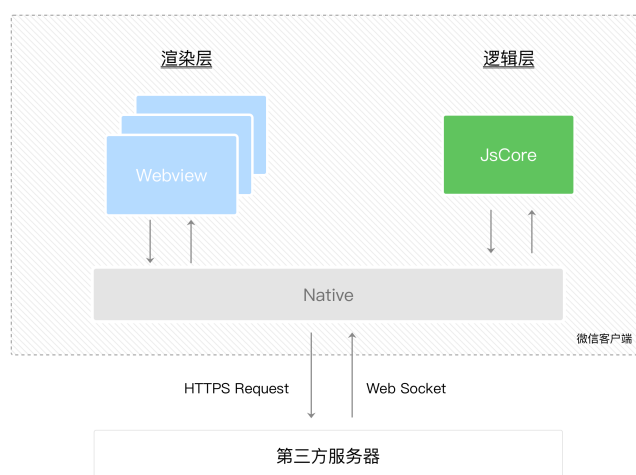 渲染层
逻辑层
Webview
JsCore
Native
微信客户端
HTTPS Request
Web Socket
第三方服务器